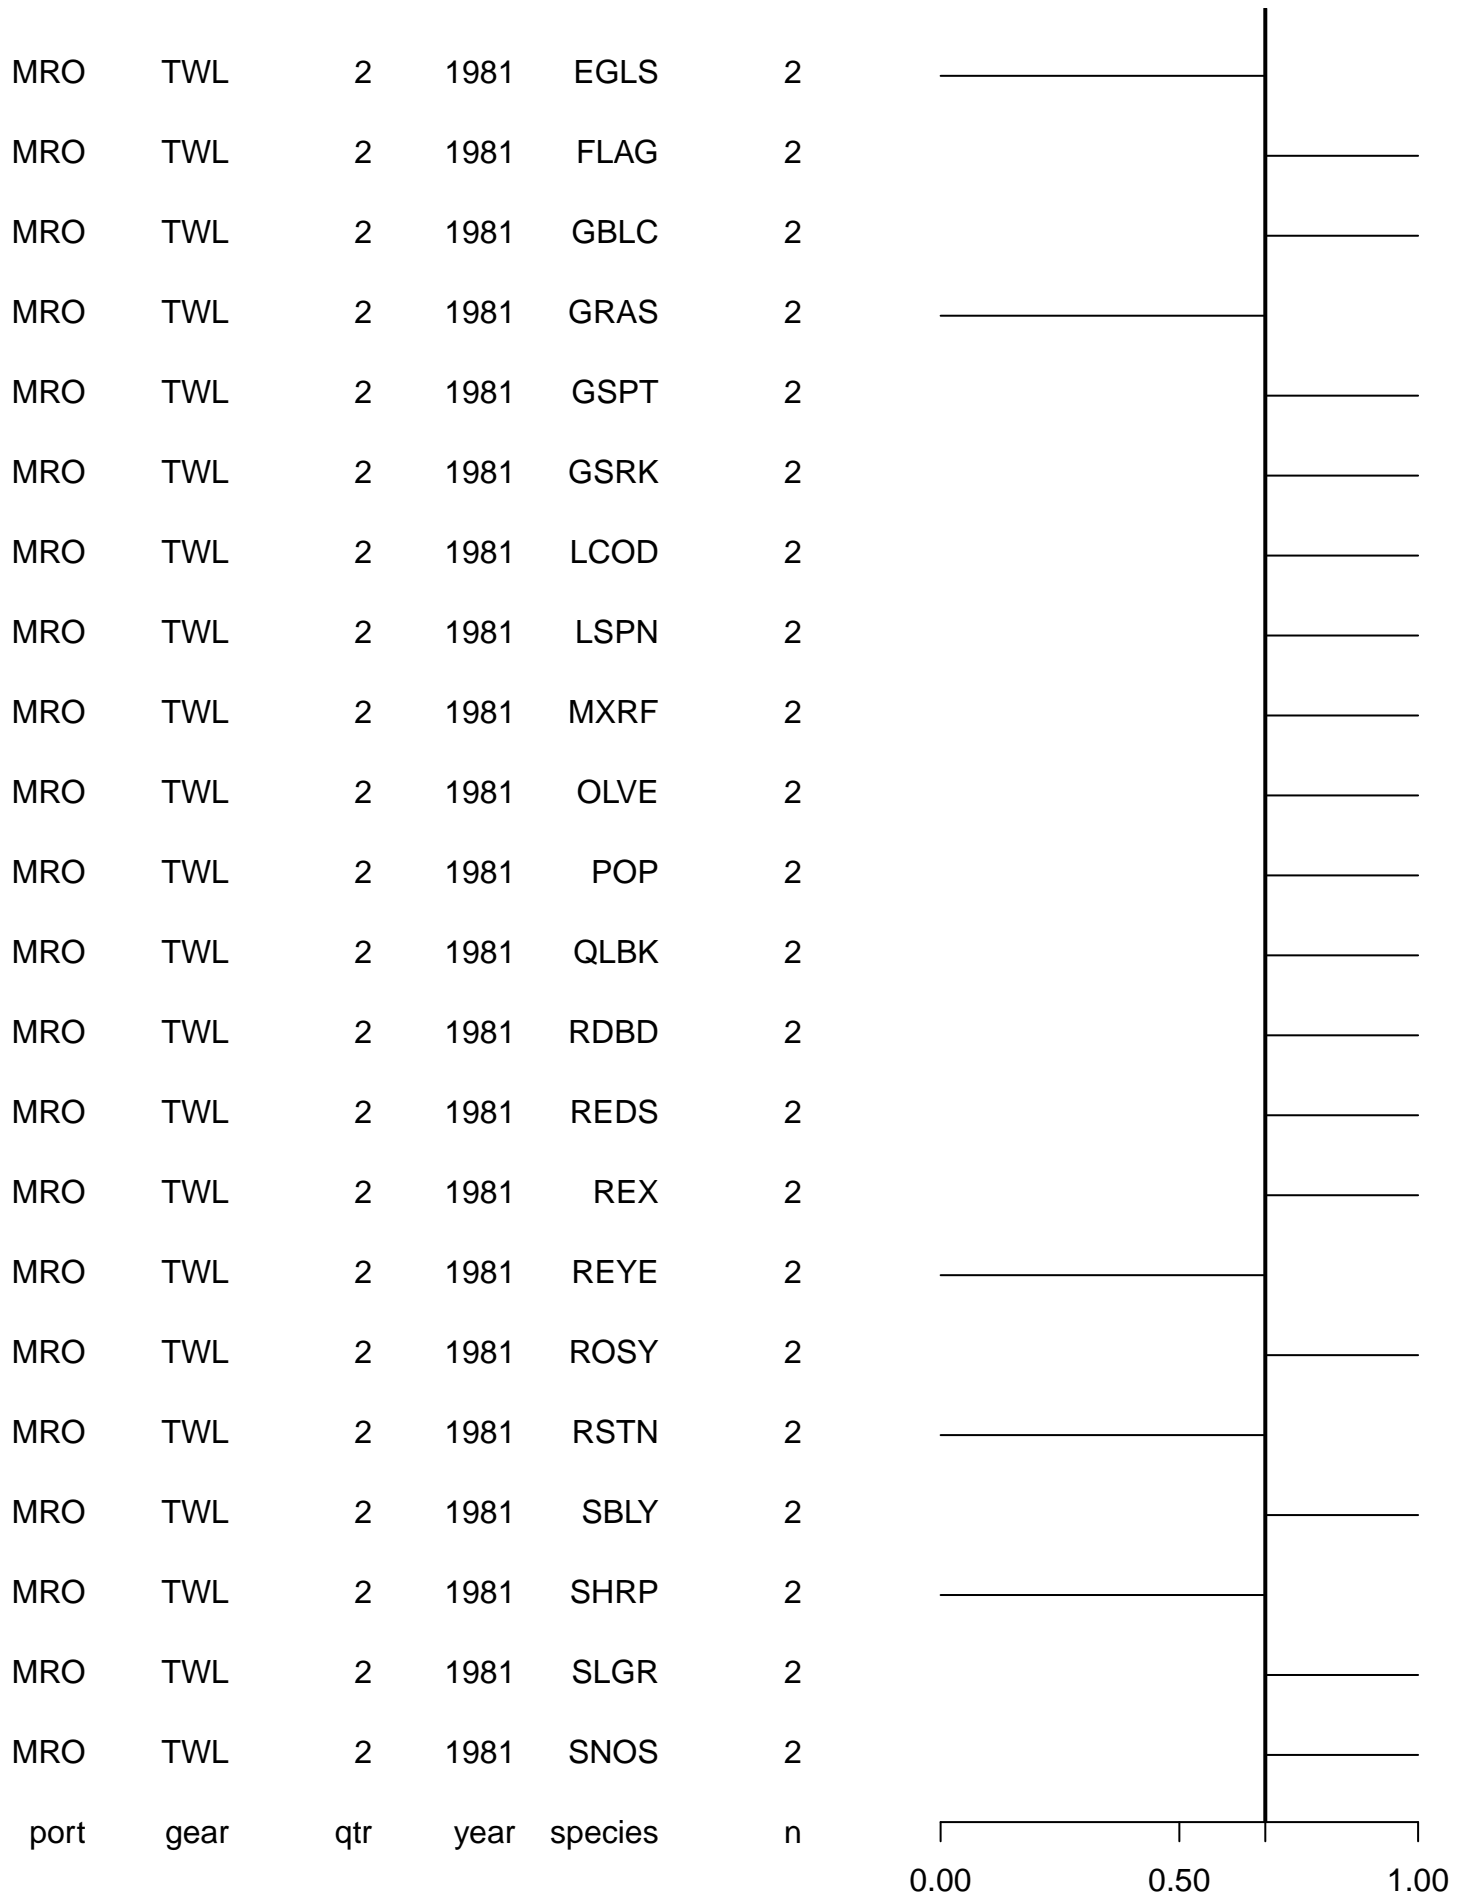 MRO TWL 2 1981 EGLS 2
MRO TWL 2 1981 FLAG 2
MRO TWL 2 1981 GBLC 2
MRO TWL 2 1981 GRAS 2
MRO TWL 2 1981 GSPT 2
MRO TWL 2 1981 GSRK 2
MRO TWL 2 1981 LCOD 2
MRO TWL 2 1981 LSPN 2
MRO TWL 2 1981 MXRF 2
MRO TWL 2 1981 OLVE 2
MRO TWL 2 1981 POP 2
MRO TWL 2 1981 QLBK 2
MRO TWL 2 1981 RDBD 2
MRO TWL 2 1981 REDS 2
MRO TWL 2 1981 REX 2
MRO TWL 2 1981 REYE 2
MRO TWL 2 1981 ROSY 2
MRO TWL 2 1981 RSTN 2
MRO TWL 2 1981 SBLY 2
MRO TWL 2 1981 SHRP 2
MRO TWL 2 1981 SLGR 2
MRO TWL 2 1981 SNOS 2
port gear qtr year species n
0.00 0.50 1.00